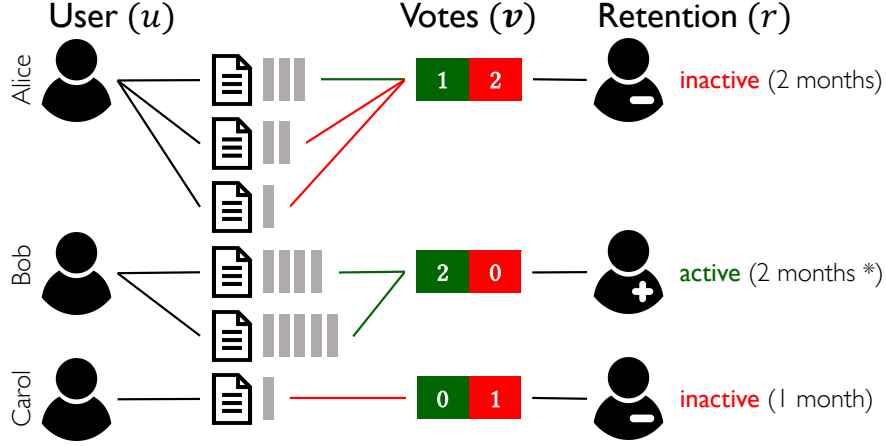 User (u) Votes (v) Retention (r)
Alice 1 2 inactive (2 months)
Bob 2 0 active (2 months *)
Carol 0 1 inactive (1 month)